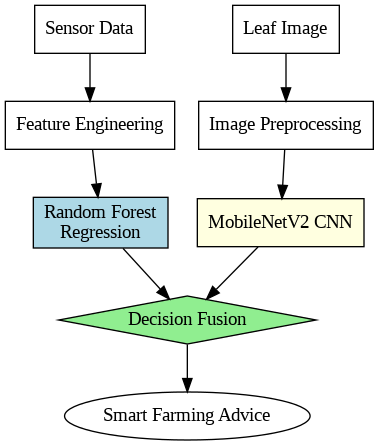 Sensor Data
Leaf Image
Feature Engineering
Image Preprocessing
Random Forest
Regression
MobileNetV2 CNN
Decision Fusion
Smart Farming Advice